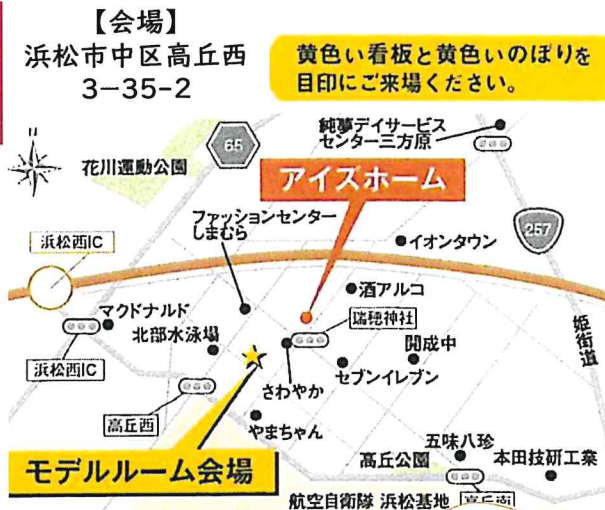 【会場】
浜松市中区高丘西
3−35−2
黄色い看板と黄色いのぼりを
目印にご来場ください。
純夢デイサービス
センター三方原
N
65
花川運動公園
アイズホーム
ファッションセンター
しまむら
257
浜松西IC
イオンタウン
酒アルコ
マクドナルド
瑞穂神社
北部水泳場
開成中
姫街道
浜松西IC
さわやか
セブンイレブン
高丘西
やまちゃん
五味八珍
モデルルーム会場
高丘公園
本田技研工業
航空自衛隊 浜松基地
高丘南